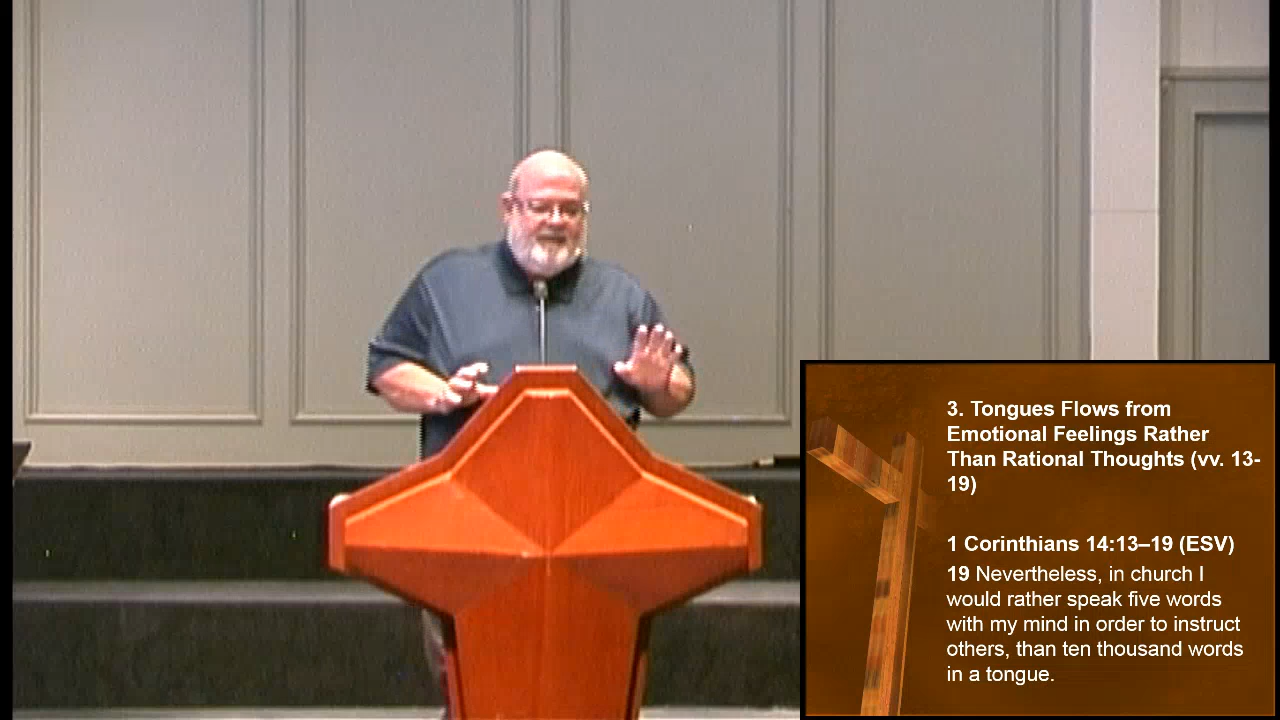 3. Tongues Flows from
Emotional Feelings Rather
Than Rational Thoughts (vv. 13-
19)
1 Corinthians 14:13–19 (ESV)
19 Nevertheless, in church I
would rather speak five words
with my mind in order to instruct
others, than ten thousand words
in a tongue.